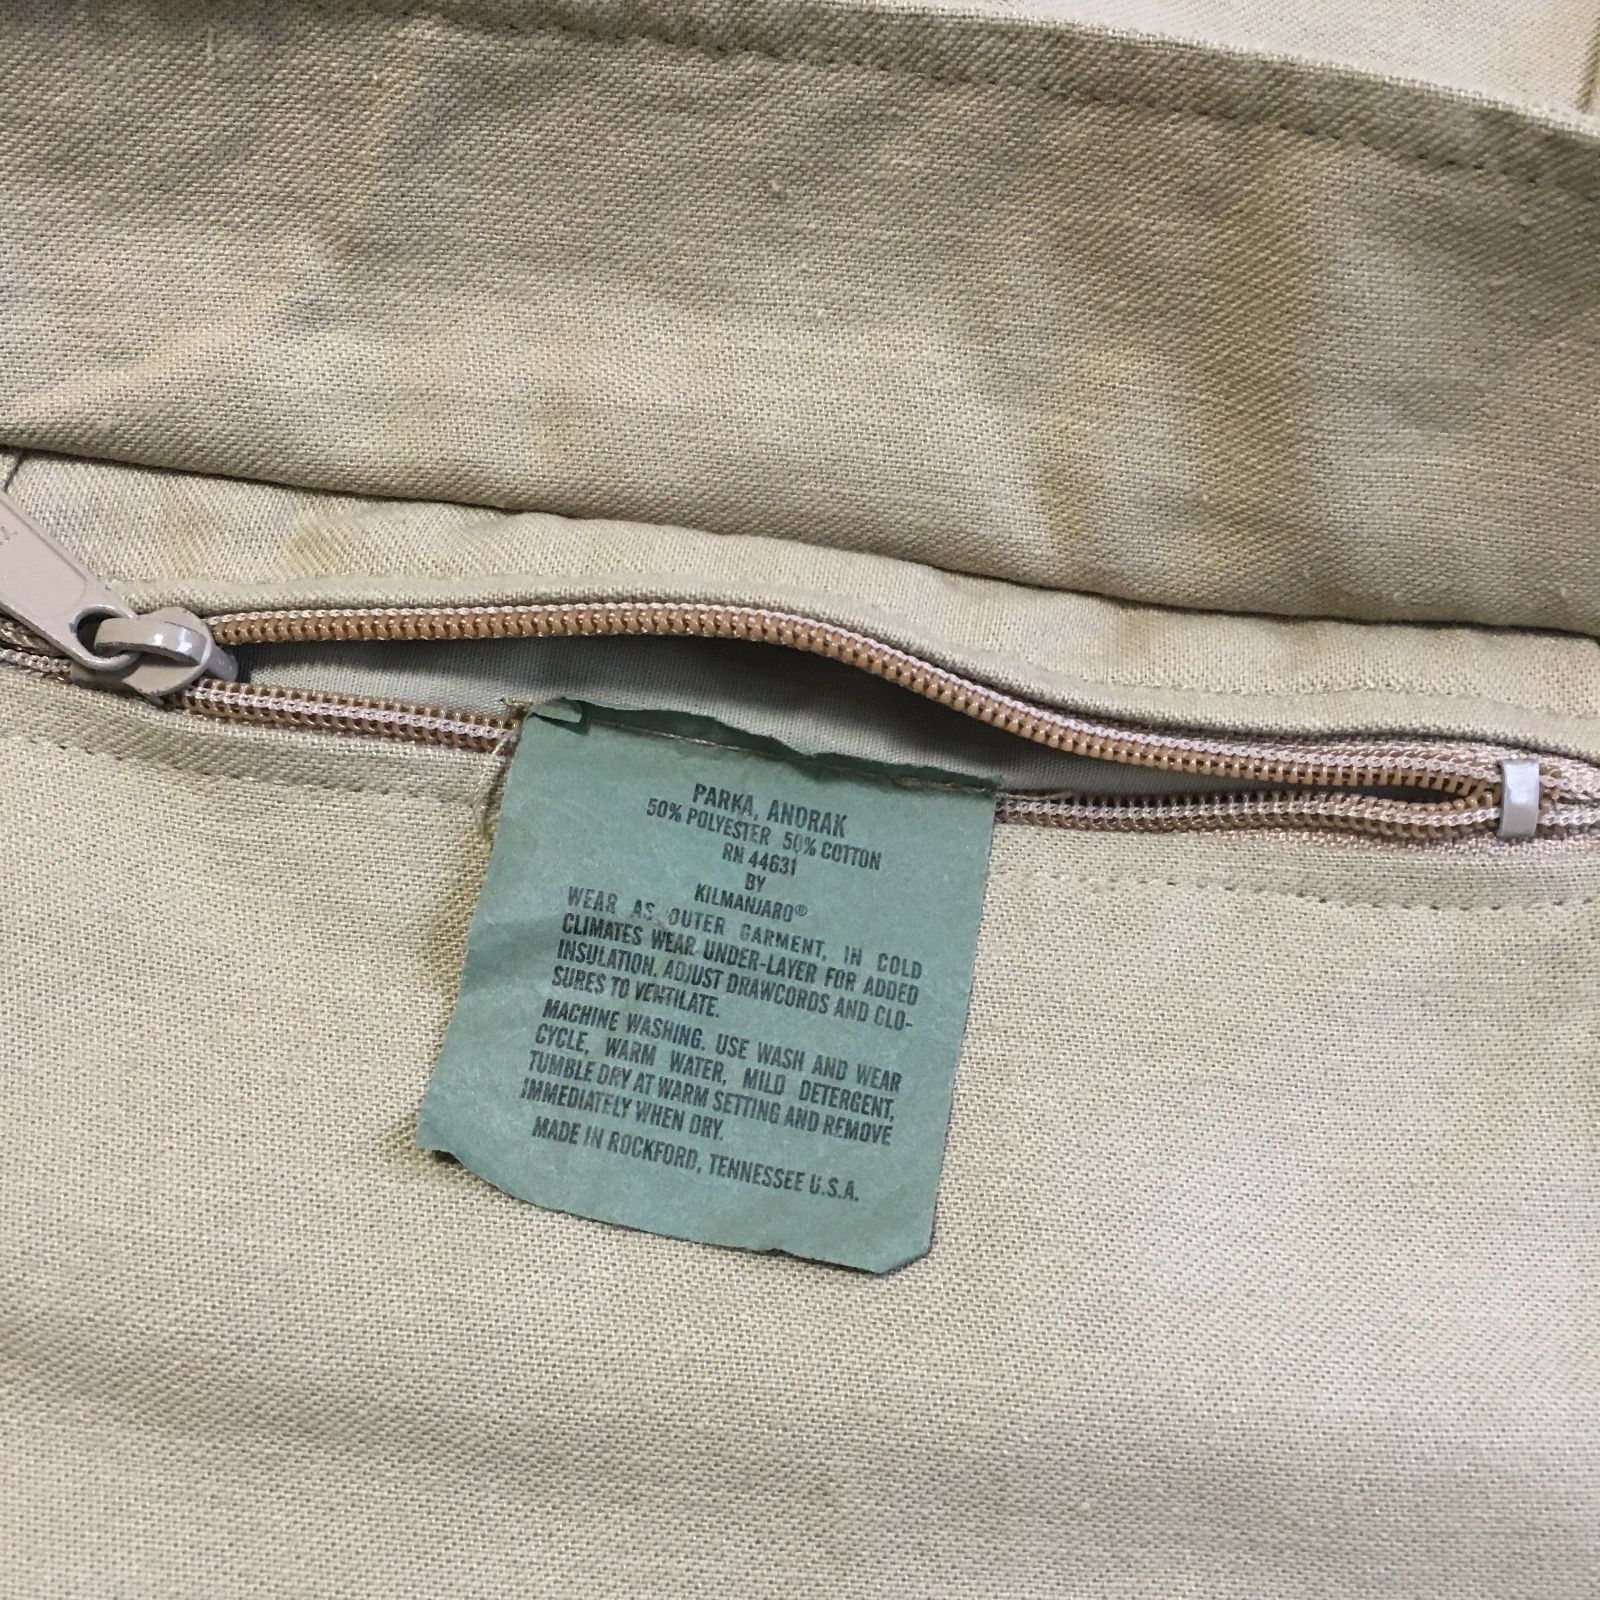 PARKA, ANORAK
50% POLYESTER 50% COTTON
RN 44631
BY
KILMANJARO®
WEAR AS OUTER GARMENT, IN COLD
CLIMATES WEAR UNDER-LAYER FOR ADDED
INSULATION. ADJUST DRAWCORDS AND CLO-
SURES TO VENTILATE.
MACHINE WASHING. USE WASH AND WEAR
CYCLE, WARM WATER, MILD DETERGENT,
TUMBLE DRY AT WARM SETTING AND REMOVE
IMMEDIATELY WHEN DRY.
MADE IN ROCKFORD, TENNESSEE U.S.A.